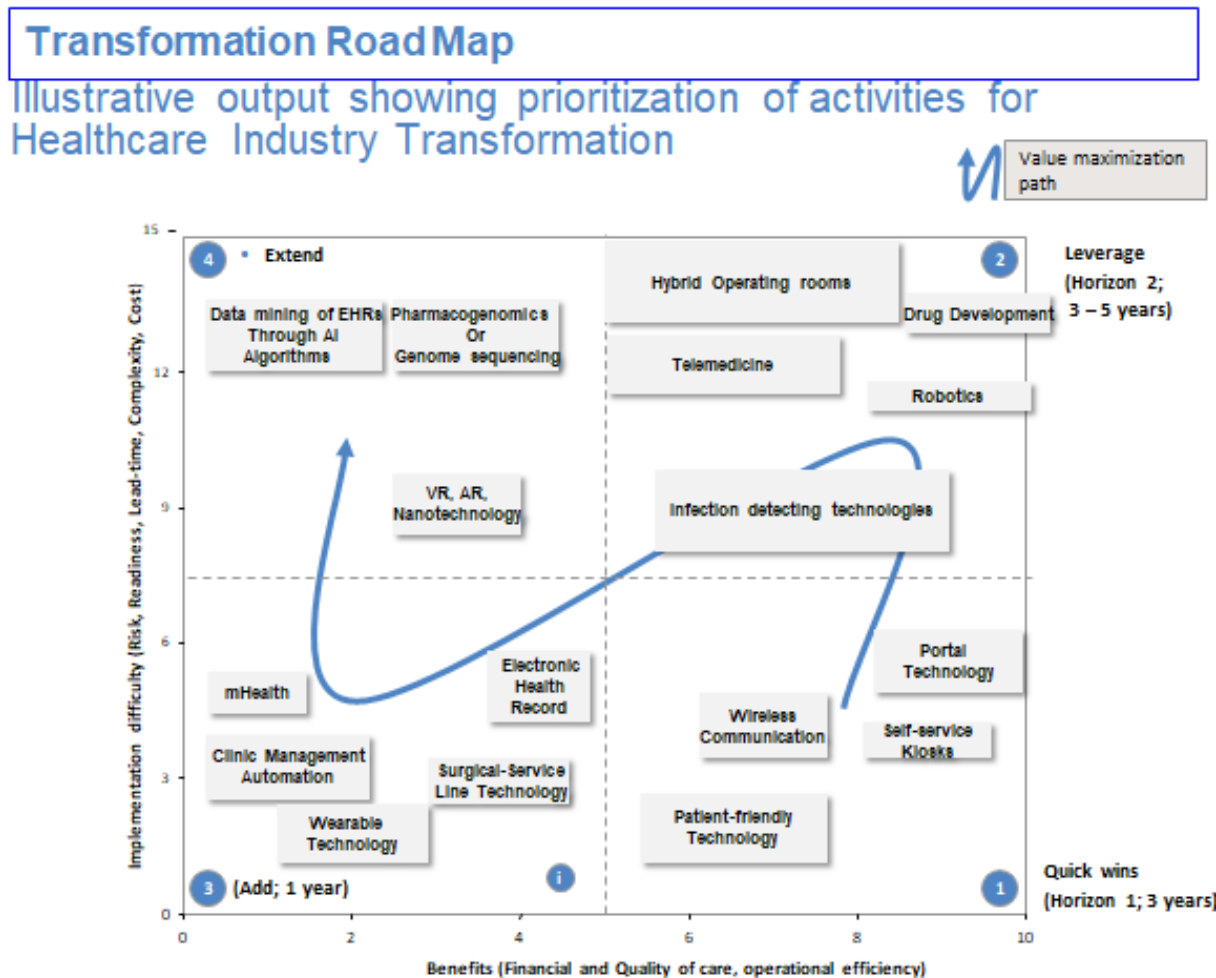 Transformation Road Map
Illustrative output showing prioritization of activities for
Healthcare Industry Transformation
Value maximization
path
15
12
9
6
3
0
Implementation difficulty (Risk, Readiness, Lead-time, Complexity, Cost)
4
• Extend
Hybrid Operating rooms
2
Leverage
(Horizon 2;
3 – 5 years)
Data mining of EHRs
Through AI
Algorithms
Pharmacogenomics
Or
Genome sequencing
Drug Development
Telemedicine
Robotics
VR, AR,
Nanotechnology
Infection detecting technologies
mHealth
Electronic
Health
Record
Portal
Technology
Wireless
Communication
Self-service
Kiosks
Clinic Management
Automation
Surgical-Service
Line Technology
Wearable
Technology
Patient-friendly
Technology
3
(Add; 1 year)
i
1
Quick wins
(Horizon 1; 3 years)
0 2 4 6 8 10
Benefits (Financial and Quality of care, operational efficiency)